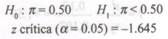 H₀ : π = 0.50 H₁ : π < 0.50
z crítica (α = 0.05) = −1.645